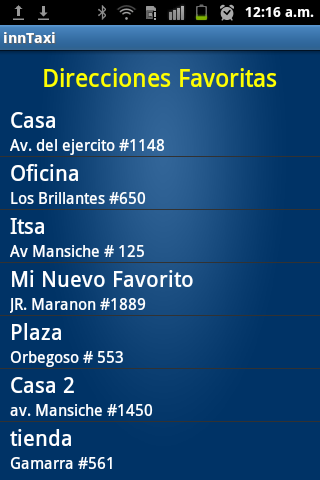 12:16 a.m.
innTaxi
Direcciones Favoritas
Casa
Av. del ejercito #1148
Oficina
Los Brillantes #650
Itsa
Av Mansiche # 125
Mi Nuevo Favorito
JR. Maranon #1889
Plaza
Orbegoso # 553
Casa 2
av. Mansiche #1450
tienda
Gamarra #561